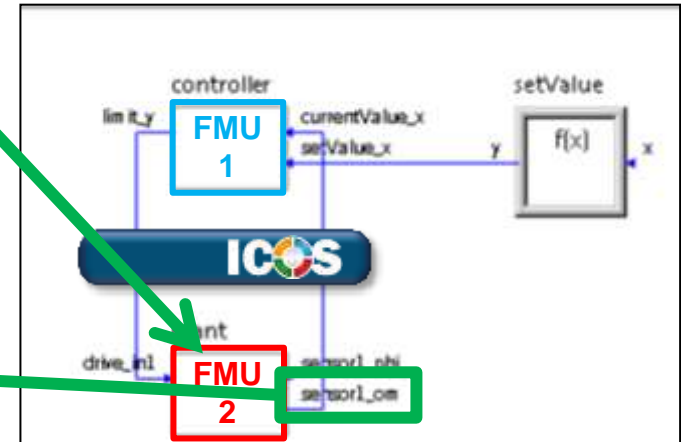 controller
setValue
limit_y
FMU
1
currentValue_x
setValue_x
y
f(x)
x
ICOS
drive_in1
FMU
2
sensor1_phi
sensor1_om